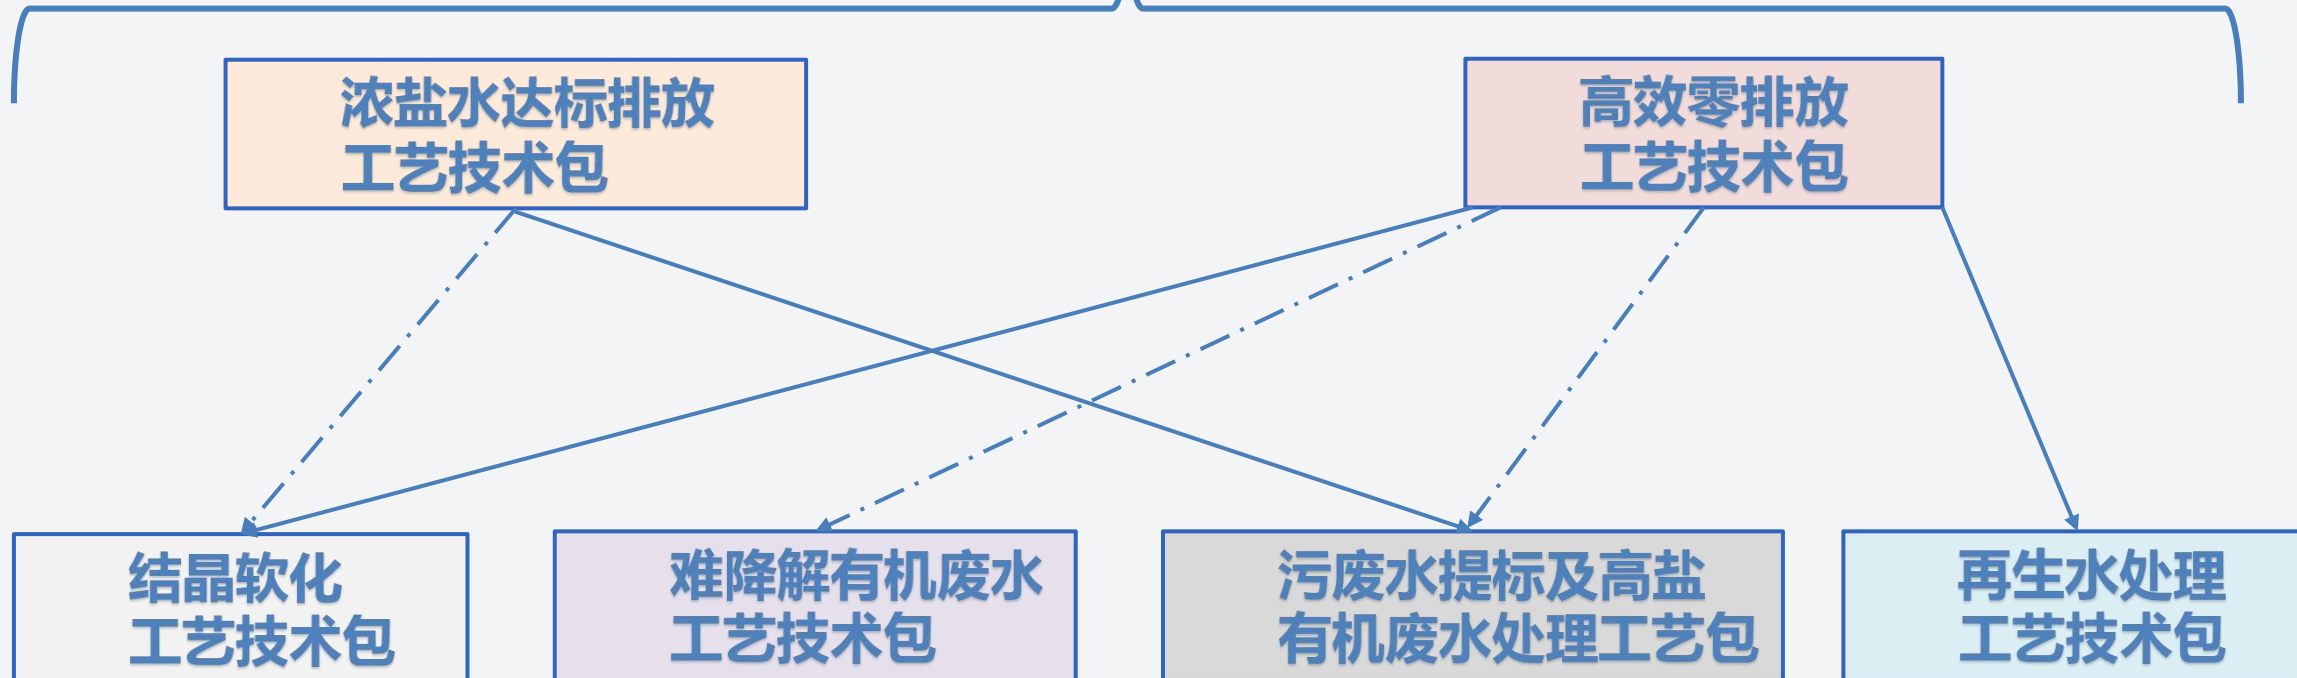 浓盐水达标排放
工艺技术包
高效零排放
工艺技术包
结晶软化
工艺技术包
难降解有机废水
工艺技术包
污废水提标及高盐
有机废水处理工艺包
再生水处理
工艺技术包